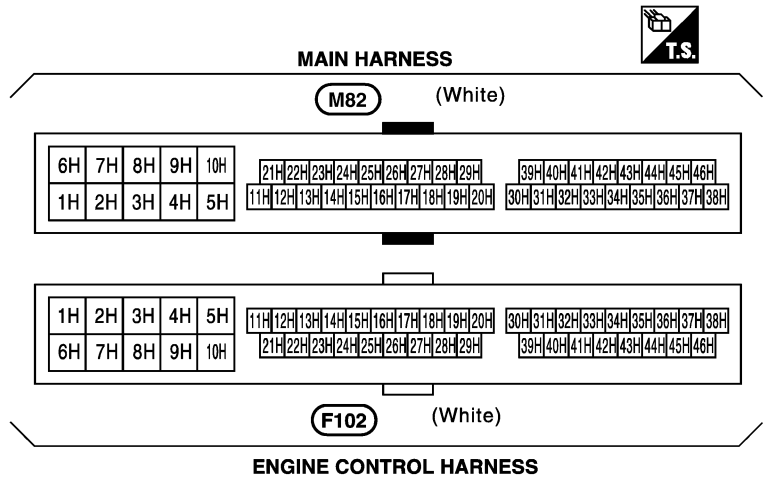 T.S.
MAIN HARNESS
M82 (White)
6H 7H 8H 9H 10H
1H 2H 3H 4H 5H
21H 22H 23H 24H 25H 26H 27H 28H 29H
11H 12H 13H 14H 15H 16H 17H 18H 19H 20H
39H 40H 41H 42H 43H 44H 45H 46H
30H 31H 32H 33H 34H 35H 36H 37H 38H
1H 2H 3H 4H 5H
6H 7H 8H 9H 10H
11H 12H 13H 14H 15H 16H 17H 18H 19H 20H
21H 22H 23H 24H 25H 26H 27H 28H 29H
30H 31H 32H 33H 34H 35H 36H 37H 38H
39H 40H 41H 42H 43H 44H 45H 46H
F102 (White)
ENGINE CONTROL HARNESS